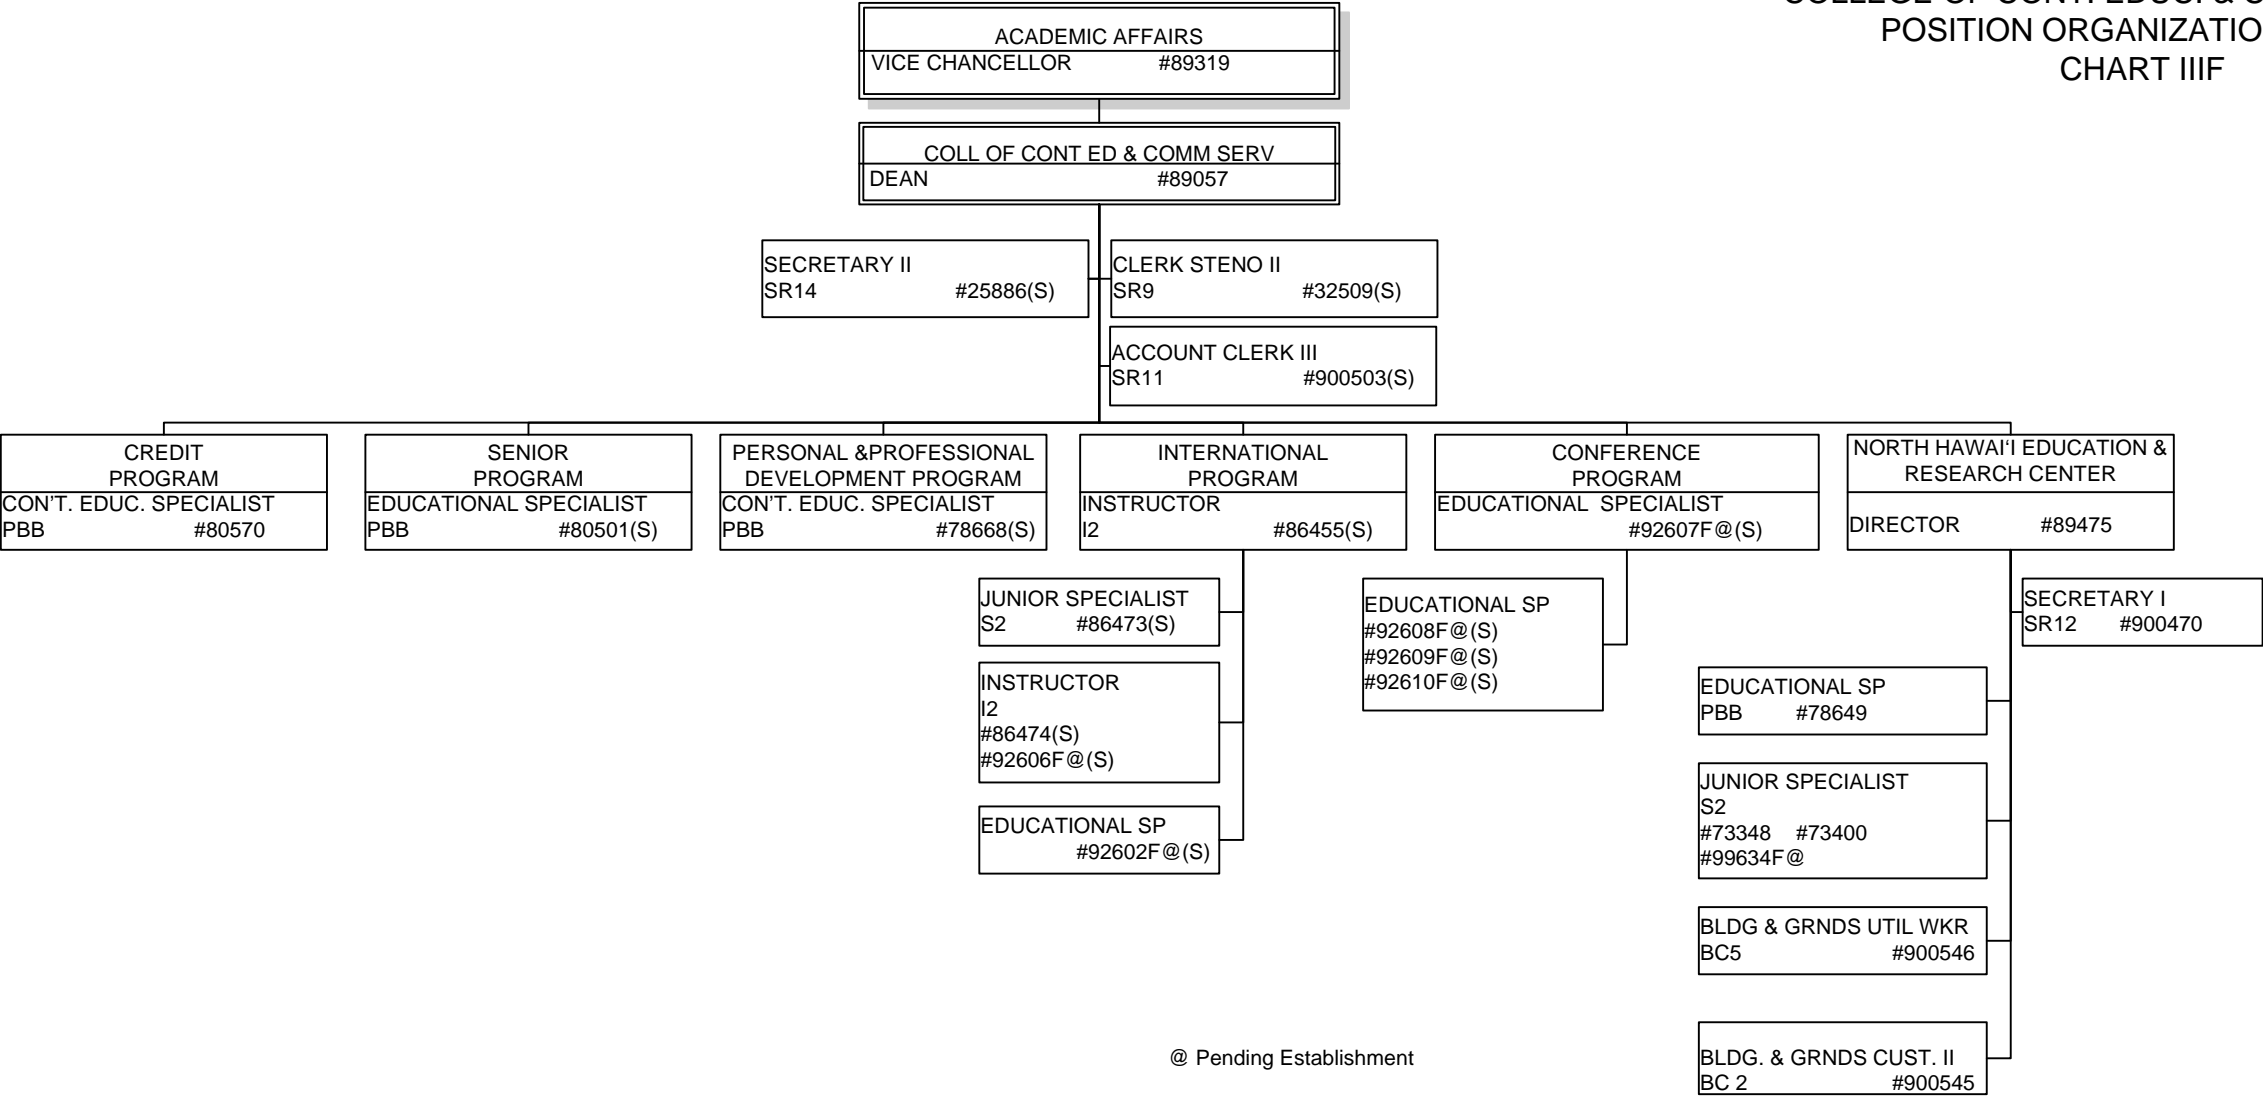 POSITION ORGANIZATIO
CHART IIIF
ACADEMIC AFFAIRS
VICE CHANCELLOR #89319
COLL OF CONT ED & COMM SERV
DEAN #89057
SECRETARY II
SR14 #25886(S)
CLERK STENO II
SR9 #32509(S)
ACCOUNT CLERK III
SR11 #900503(S)
CREDIT
PROGRAM
CON'T. EDUC. SPECIALIST
PBB #80570
SENIOR
PROGRAM
EDUCATIONAL SPECIALIST
PBB #80501(S)
PERSONAL &PROFESSIONAL
DEVELOPMENT PROGRAM
CON'T. EDUC. SPECIALIST
PBB #78668(S)
INTERNATIONAL
PROGRAM
INSTRUCTOR
I2 #86455(S)
CONFERENCE
PROGRAM
EDUCATIONAL SPECIALIST
#92607F@(S)
NORTH HAWAI‘I EDUCATION &
RESEARCH CENTER
DIRECTOR #89475
JUNIOR SPECIALIST
S2 #86473(S)
INSTRUCTOR
I2
#86474(S)
#92606F@(S)
EDUCATIONAL SP
#92602F@(S)
EDUCATIONAL SP
#92608F@(S)
#92609F@(S)
#92610F@(S)
SECRETARY I
SR12 #900470
EDUCATIONAL SP
PBB #78649
JUNIOR SPECIALIST
S2
#73348 #73400
#99634F@
BLDG & GRNDS UTIL WKR
BC5 #900546
BLDG. & GRNDS CUST. II
BC 2 #900545
@ Pending Establishment